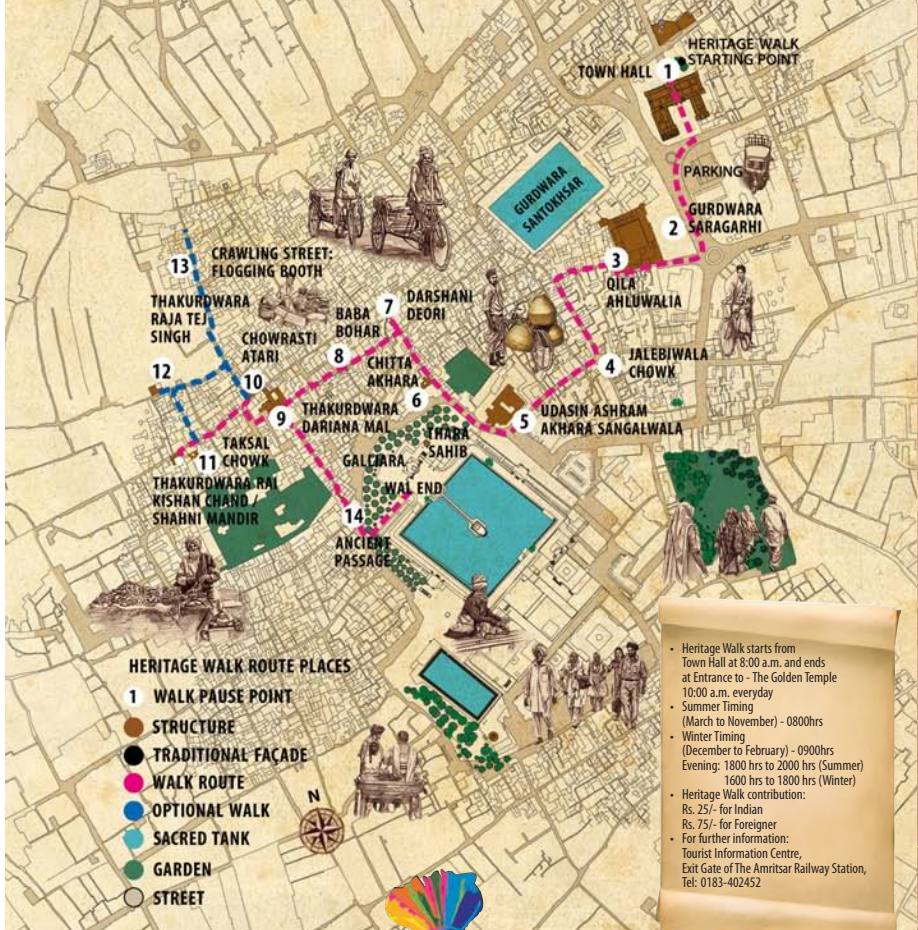 HERITAGE WALK
STARTING POINT
TOWN HALL
1
PARKING
GURDWARA
SANTOKHSAR
2
GURDWARA
SARAGARHI
3
QILA
AHLUWALIA
13
CRAWLING STREET:
FLOGGING BOOTH
THAKURDWARA
RAJA TEJ
SINGH
7
DARSHANI
DEORI
BABA
BOHAR
8
CHOWRASTI
ATARI
4
JALEBIWALA
CHOWK
CHITTA
AKHARA
12
10
6
9
THAKURDWARA
DARIANA MAL
5
UDASIN ASHRAM
AKHARA SANGALWALA
THARA
SAHIB
TAKSAL
CHOWK
11
GALCIARA
THAKURDWARA RAI
KISHAN CHAND /
SHAHNI MANDIR
WAL END
14
ANCIENT
PASSAGE
HERITAGE WALK ROUTE PLACES
1 WALK PAUSE POINT
STRUCTURE
TRADITIONAL FAÇADE
WALK ROUTE
OPTIONAL WALK
SACRED TANK
GARDEN
STREET
N
• Heritage Walk starts from
Town Hall at 8:00 a.m. and ends
at Entrance to - The Golden Temple
10:00 a.m. everyday
• Summer Timing
(March to November) - 0800hrs
• Winter Timing
(December to February) - 0900hrs
Evening: 1800 hrs to 2000 hrs (Summer)
1600 hrs to 1800 hrs (Winter)
• Heritage Walk contribution:
Rs. 25/- for Indian
Rs. 75/- for Foreigner
• For further information:
Tourist Information Centre,
Exit Gate of The Amritsar Railway Station,
Tel: 0183-402452